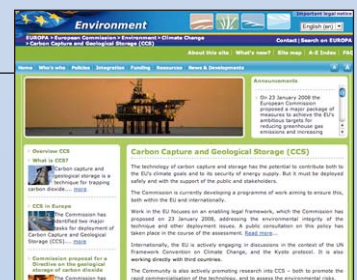 Important legal notice
Environment
English (en)
EUROPA > European Commission > Environment > Climate Change
> Carbon Capture and Geological Storage (CCS)
Contact | Search on EUROPA
About this site | What's new? | Site map | A-Z Index | FAQ
Home Who's who Policies Integration Funding Resources News & Developments
Announcements
On 23 January 2008 the
European Commission
proposed a major package of
measures to achieve the EU's
ambitious targets for
reducing greenhouse gas
emissions and increasing
Overview CCS
What is CCS?
Carbon capture and
geological storage is a
technique for trapping
carbon dioxide.... more
CCS in Europe
The Commission has
identified two major
tasks for deployment of
Carbon Capture and Geological
Storage (CCS).... more
Commission proposal for a
Directive on the geological
storage of carbon dioxide
The Commission has
Carbon Capture and Geological Storage (CCS)
The technology of carbon capture and storage has the potential to contribute both to
the EU's climate goals and to its security of energy supply. But it must be deployed
safely and with the support of the public and stakeholders.
The Commission is currently developing a programme of work aiming to ensure this,
both within the EU and internationally.
Work in the EU focuses on an enabling legal framework, which the Commission has
proposed on 23 January 2008, addressing the environmental integrity of the
technique and other deployment issues. A public consultation on this policy has
taken place in the course of the assessment. Read more...
Internationally, the EU is actively engaging in discussions in the context of the UN
Framework Convention on Climate Change, and the Kyoto protocol. It is also
working directly with third countries.
The Community is also actively promoting research into CCS – both to promote the
rapid commercialisation of the technology, and to assess the environmental risks.